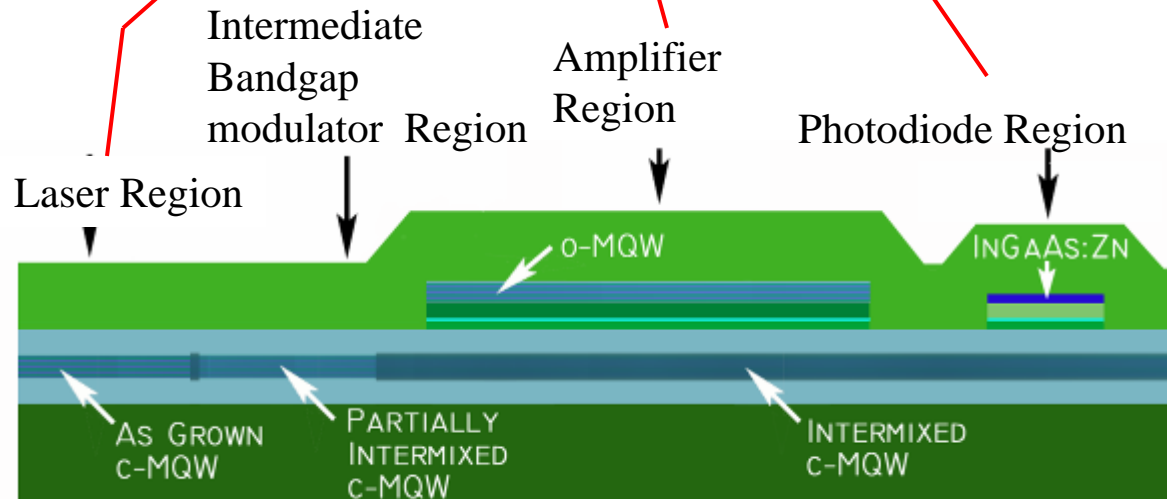 Intermediate
Bandgap
modulator Region
Amplifier
Region
Photodiode Region
Laser Region
o-MQW
INGAAS:ZN
AS GROWN
C-MQW
PARTIALLY
INTERMIXED
C-MQW
INTERMIXED
C-MQW